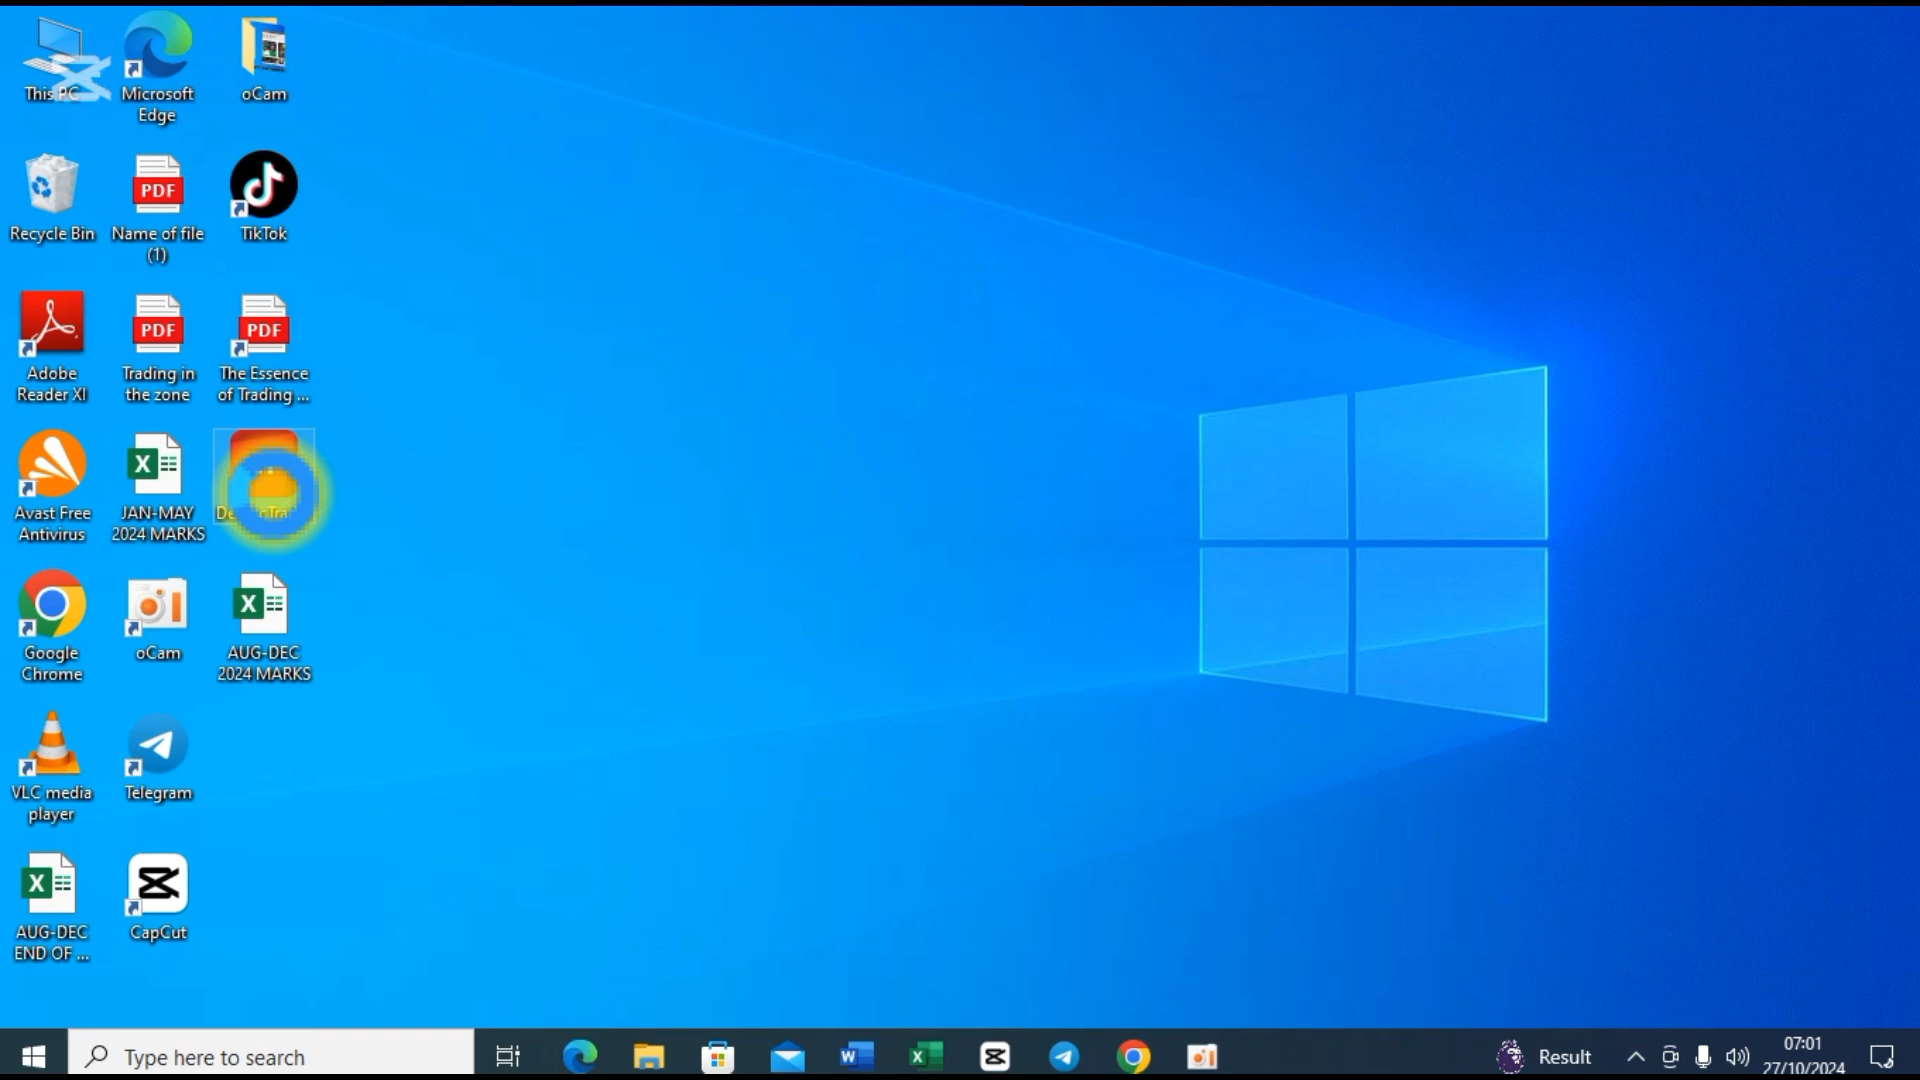 This PC
Microsoft
Edge
oCam
Recycle Bin
PDF
Name of file
(1)
TikTok
Adobe
Reader XI
PDF
Trading in
the zone
PDF
The Essence
of Trading ...
Avast Free
Antivirus
X
JAN-MAY
2024 MARKS
Google
Chrome
oCam
X
AUG-DEC
2024 MARKS
VLC media
player
Telegram
X
AUG-DEC
END OF ...
CapCut
Type here to search
W
X
Result
07:01
27/10/2024